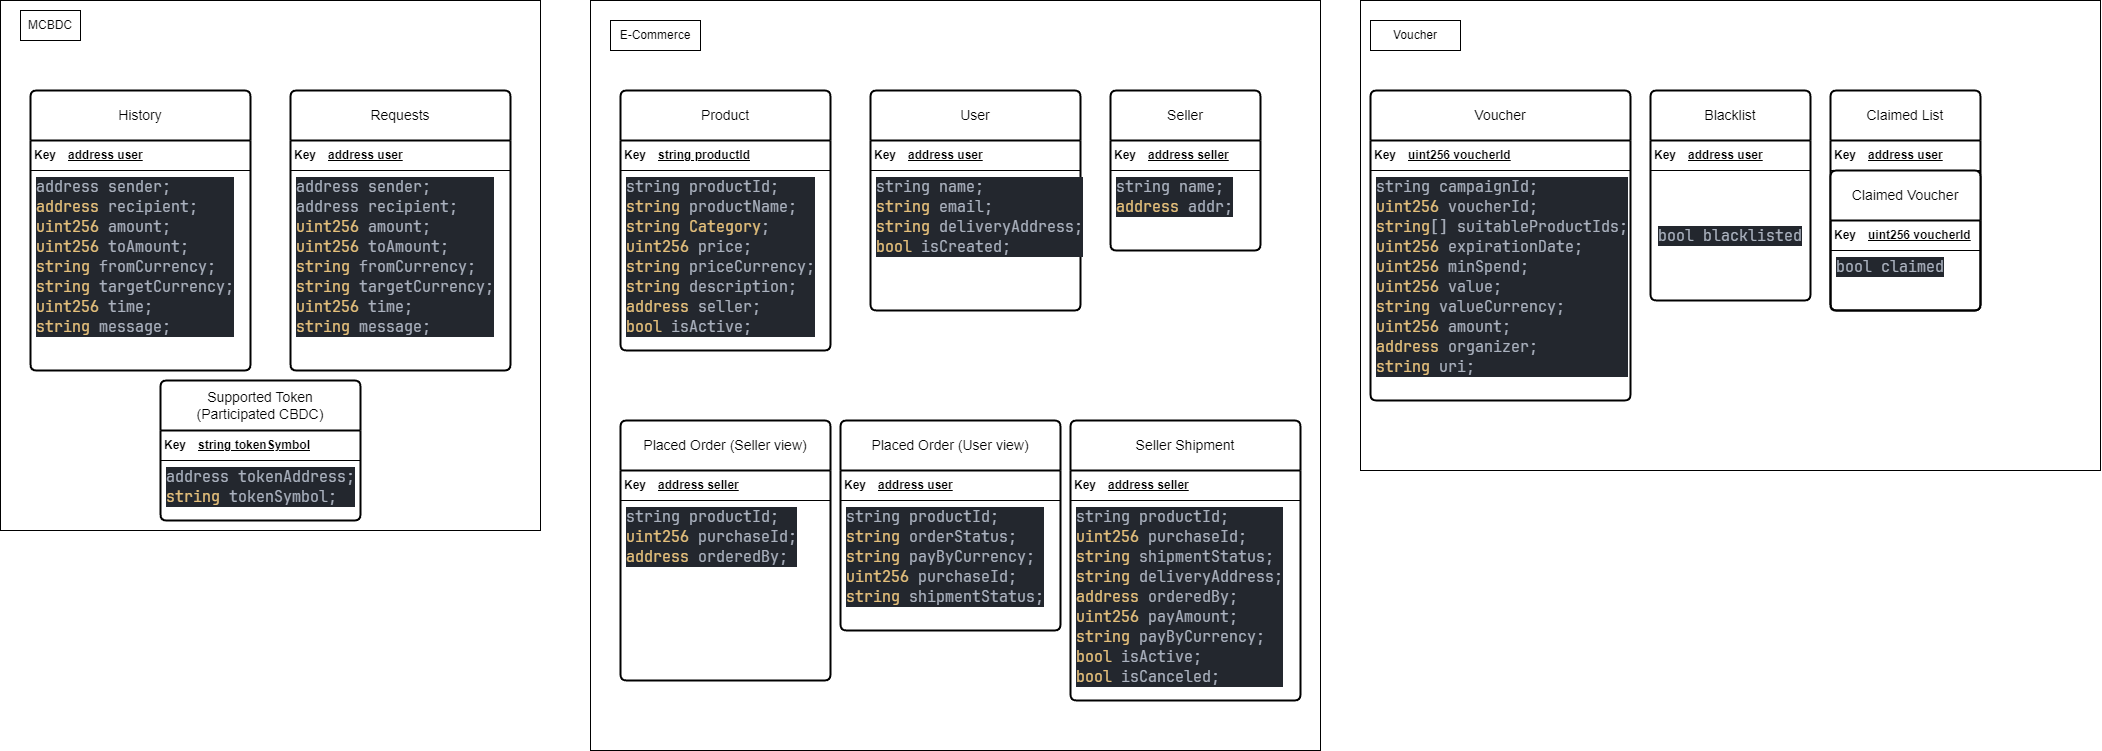 MCBDC
History
Key address user
address sender;
address recipient;
uint256 amount;
uint256 toAmount;
string fromCurrency;
string targetCurrency;
uint256 time;
string message;
Requests
Key address user
address sender;
address recipient;
uint256 amount;
uint256 toAmount;
string fromCurrency;
string targetCurrency;
uint256 time;
string message;
Supported Token
(Participated CBDC)
Key string tokenSymbol
address tokenAddress;
string tokenSymbol;
E-Commerce
Product
Key string productId
string productId;
string productName;
string Category;
uint256 price;
string priceCurrency;
string description;
address seller;
bool isActive;
User
Key address user
string name;
string email;
string deliveryAddress;
bool isCreated;
Seller
Key address seller
string name;
address addr;
Placed Order (Seller view)
Key address seller
string productId;
uint256 purchaseId;
address orderedBy;
Placed Order (User view)
Key address user
string productId;
string orderStatus;
string payByCurrency;
uint256 purchaseId;
string shipmentStatus;
Seller Shipment
Key address seller
string productId;
uint256 purchaseId;
string shipmentStatus;
string deliveryAddress;
address orderedBy;
uint256 payAmount;
string payByCurrency;
bool isActive;
bool isCanceled;
Voucher
Voucher
Key uint256 voucherId
string campaignId;
uint256 voucherId;
string[] suitableProductIds;
uint256 expirationDate;
uint256 minSpend;
uint256 value;
string valueCurrency;
uint256 amount;
address organizer;
string uri;
Blacklist
Key address user
bool blacklisted
Claimed List
Key address user
Claimed Voucher
Key uint256 voucherId
bool claimed